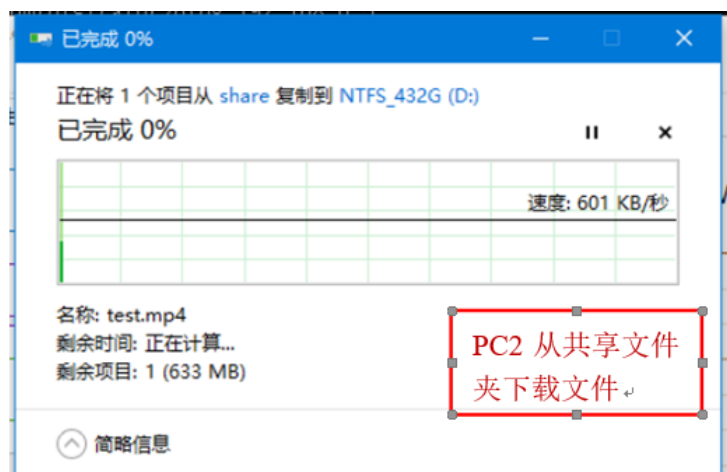 已完成 0%
正在将 1 个项目从 share 复制到 NTFS_432G (D:)
已完成 0%
速度: 601 KB/秒
名称: test.mp4
剩余时间: 正在计算...
剩余项目: 1 (633 MB)
PC2 从共享文件
夹下载文件
简略信息